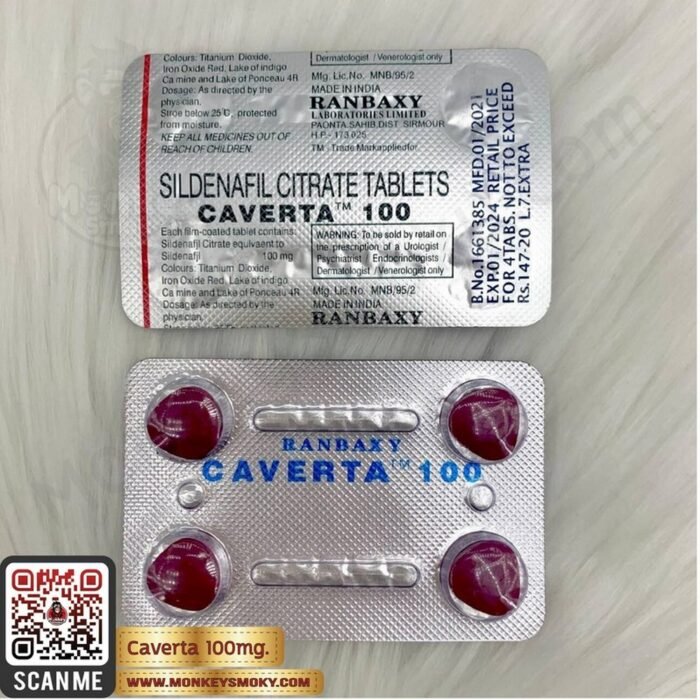 Colours: Titanium Dioxide,
Iron Oxide Red, Lake of indigo
Ca mine and Lake of Ponceau 4R
Dosage: As directed by the
physician.
Stroe below 25°C, protected
from moisture.
KEEP ALL MEDICINES OUT OF
REACH OF CHILDREN.
Dermatologist / Venerologist only
Mfg. Lic. No. MNB/95/2
MADE IN INDIA
RANBAXY
LABORATORIES LIMITED
PAONTA SAHIB, DIST. SIRMOUR
H.P - 173 025
TM - Trade Markappliedfor.
SILDENAFIL CITRATE TABLETS
CAVERTA™ 100
Each film-coated tablet contains:
Sildenafil Citrate equivaent to
Sildenafil 100 mg
Colours: Titanium Dioxide,
Iron Oxide Red, Lake of indigo
Ca mine and Lake of Ponceau 4R
Dosage: As directed by the
physician.
WARNING: To be sold by retail on
the prescription of a Urologist /
Psychiatist / Endocrinologists /
Dermatologist / Venerologist only
Mfg. Lic. No. MNB/95/2
MADE IN INDIA
RANBAXY
B.No.1661385 MFD.01/2021
EXP.01/2024 RETAIL PRICE
FOR 4TABS. NOT TO EXCEED
Rs.147-20 L.7.EXTRA
RANBAXY
CAVERTA™ 100
SCAN ME
Caverta 100mg.
WWW.MONKEYSMOKY.COM